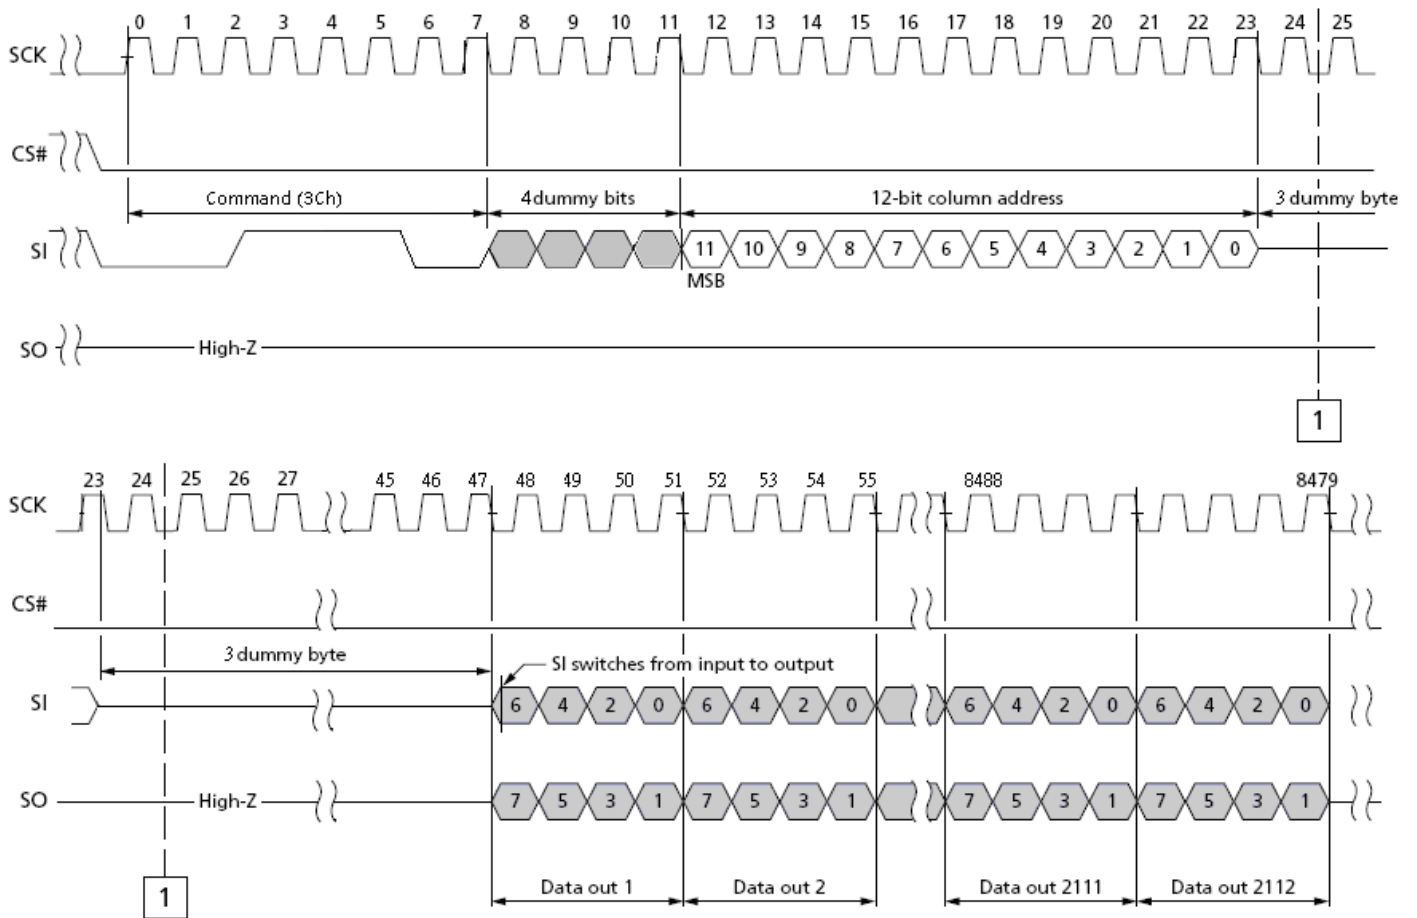 0 1 2 3 4 5 6 7 8 9 10 11 12 13 14 15 16 17 18 19 20 21 22 23 24 25
SCK
CS#
Command (3Ch) 4 dummy bits 12-bit column address 3 dummy byte
SI 11 10 9 8 7 6 5 4 3 2 1 0
MSB
SO High-Z
1
23 24 25 26 27 45 46 47 48 49 50 51 52 53 54 55 8488 8479
SCK
CS#
3 dummy byte
SI switches from input to output
SI 6 4 2 0 6 4 2 0 6 4 2 0 6 4 2 0
SO High-Z 7 5 3 1 7 5 3 1 7 5 3 1 7 5 3 1
1 Data out 1 Data out 2 Data out 2111 Data out 2112